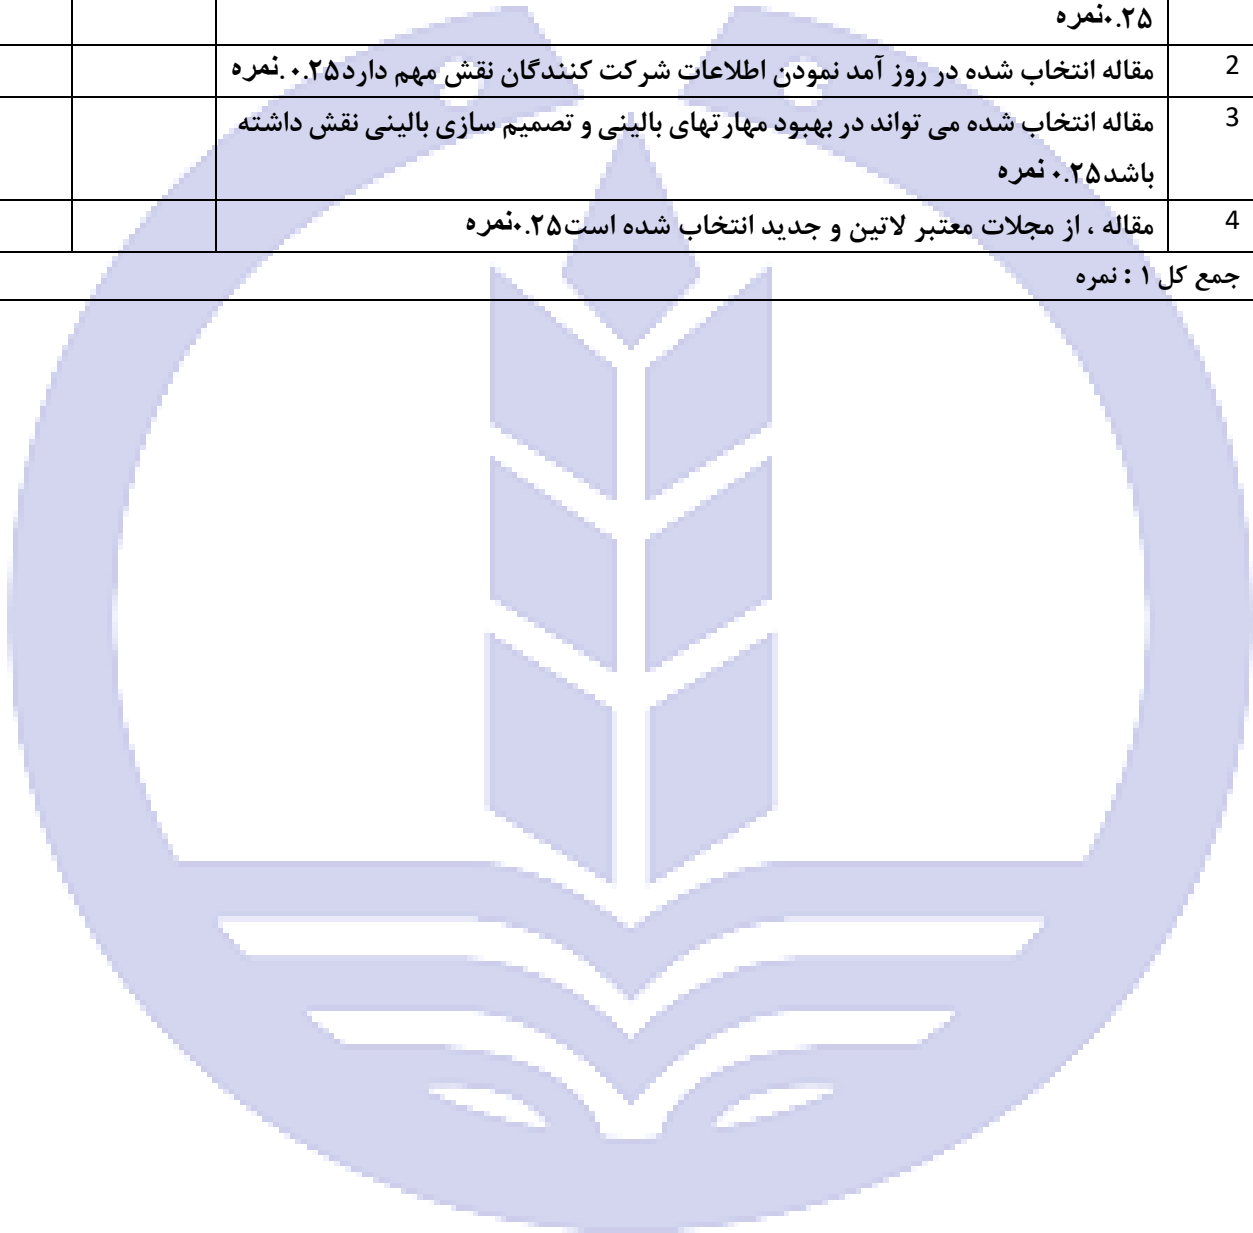 ۰.۲۵نمره
2 مقاله انتخاب شده در روز آمد نمودن اطلاعات شرکت کنندگان نقش مهم دارد۰.۲۵.نمره
3 مقاله انتخاب شده می تواند در بهبود مهارتهای بالینی و تصمیم سازی بالینی نقش داشته
باشد۰.۲۵ نمره
4 مقاله ، از مجلات معتبر لاتین و جدید انتخاب شده است۰.۲۵نمره
جمع کل ۱ : نمره